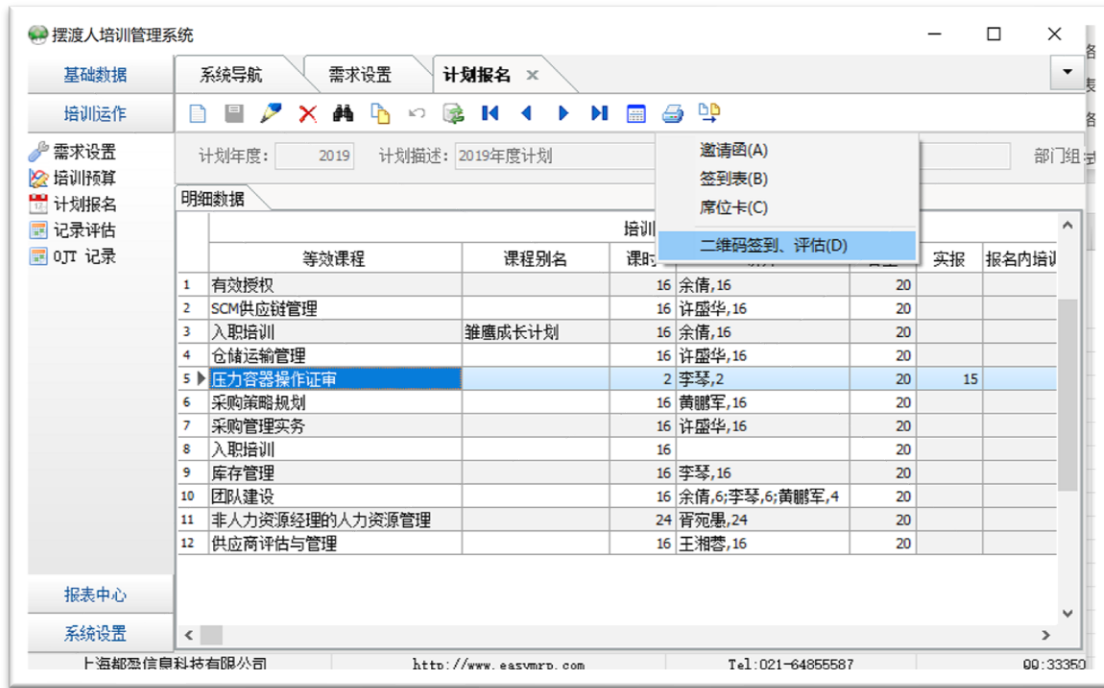 摆渡人培训管理系统
基础数据 系统导航 需求设置 计划报名
培训运作
计划年度: 2019 计划描述: 2019年度计划 部门组
邀请函(A)
签到表(B)
席位卡(C)
二维码签到、评估(D)
需求设置
培训预算
计划报名
记录评估
OJT 记录
明细数据
培训
等效课程 课程别名 课时 实报 报名内培训
1 有效授权 16 余倩,16 20
2 SCM供应链管理 16 许盛华,16 20
3 入职培训 雏鹰成长计划 16 余倩,16 20
4 仓储运输管理 16 许盛华,16 20
5 压力容器操作证审 2 李琴,2 20 15
6 采购策略规划 16 黄鹏军,16 20
7 采购管理实务 16 许盛华,16 20
8 入职培训 16 20
9 库存管理 16 李琴,16 20
10 团队建设 16 余倩,6;李琴,6;黄鹏军,4 20
11 非人力资源经理的人力资源管理 24 胥宛愚,24 20
12 供应商评估与管理 16 王湘蓉,16 20
报表中心
系统设置
上海都盈信息科技有限公司 http://www.easymrp.com Tel:021-64855587 QQ:33350